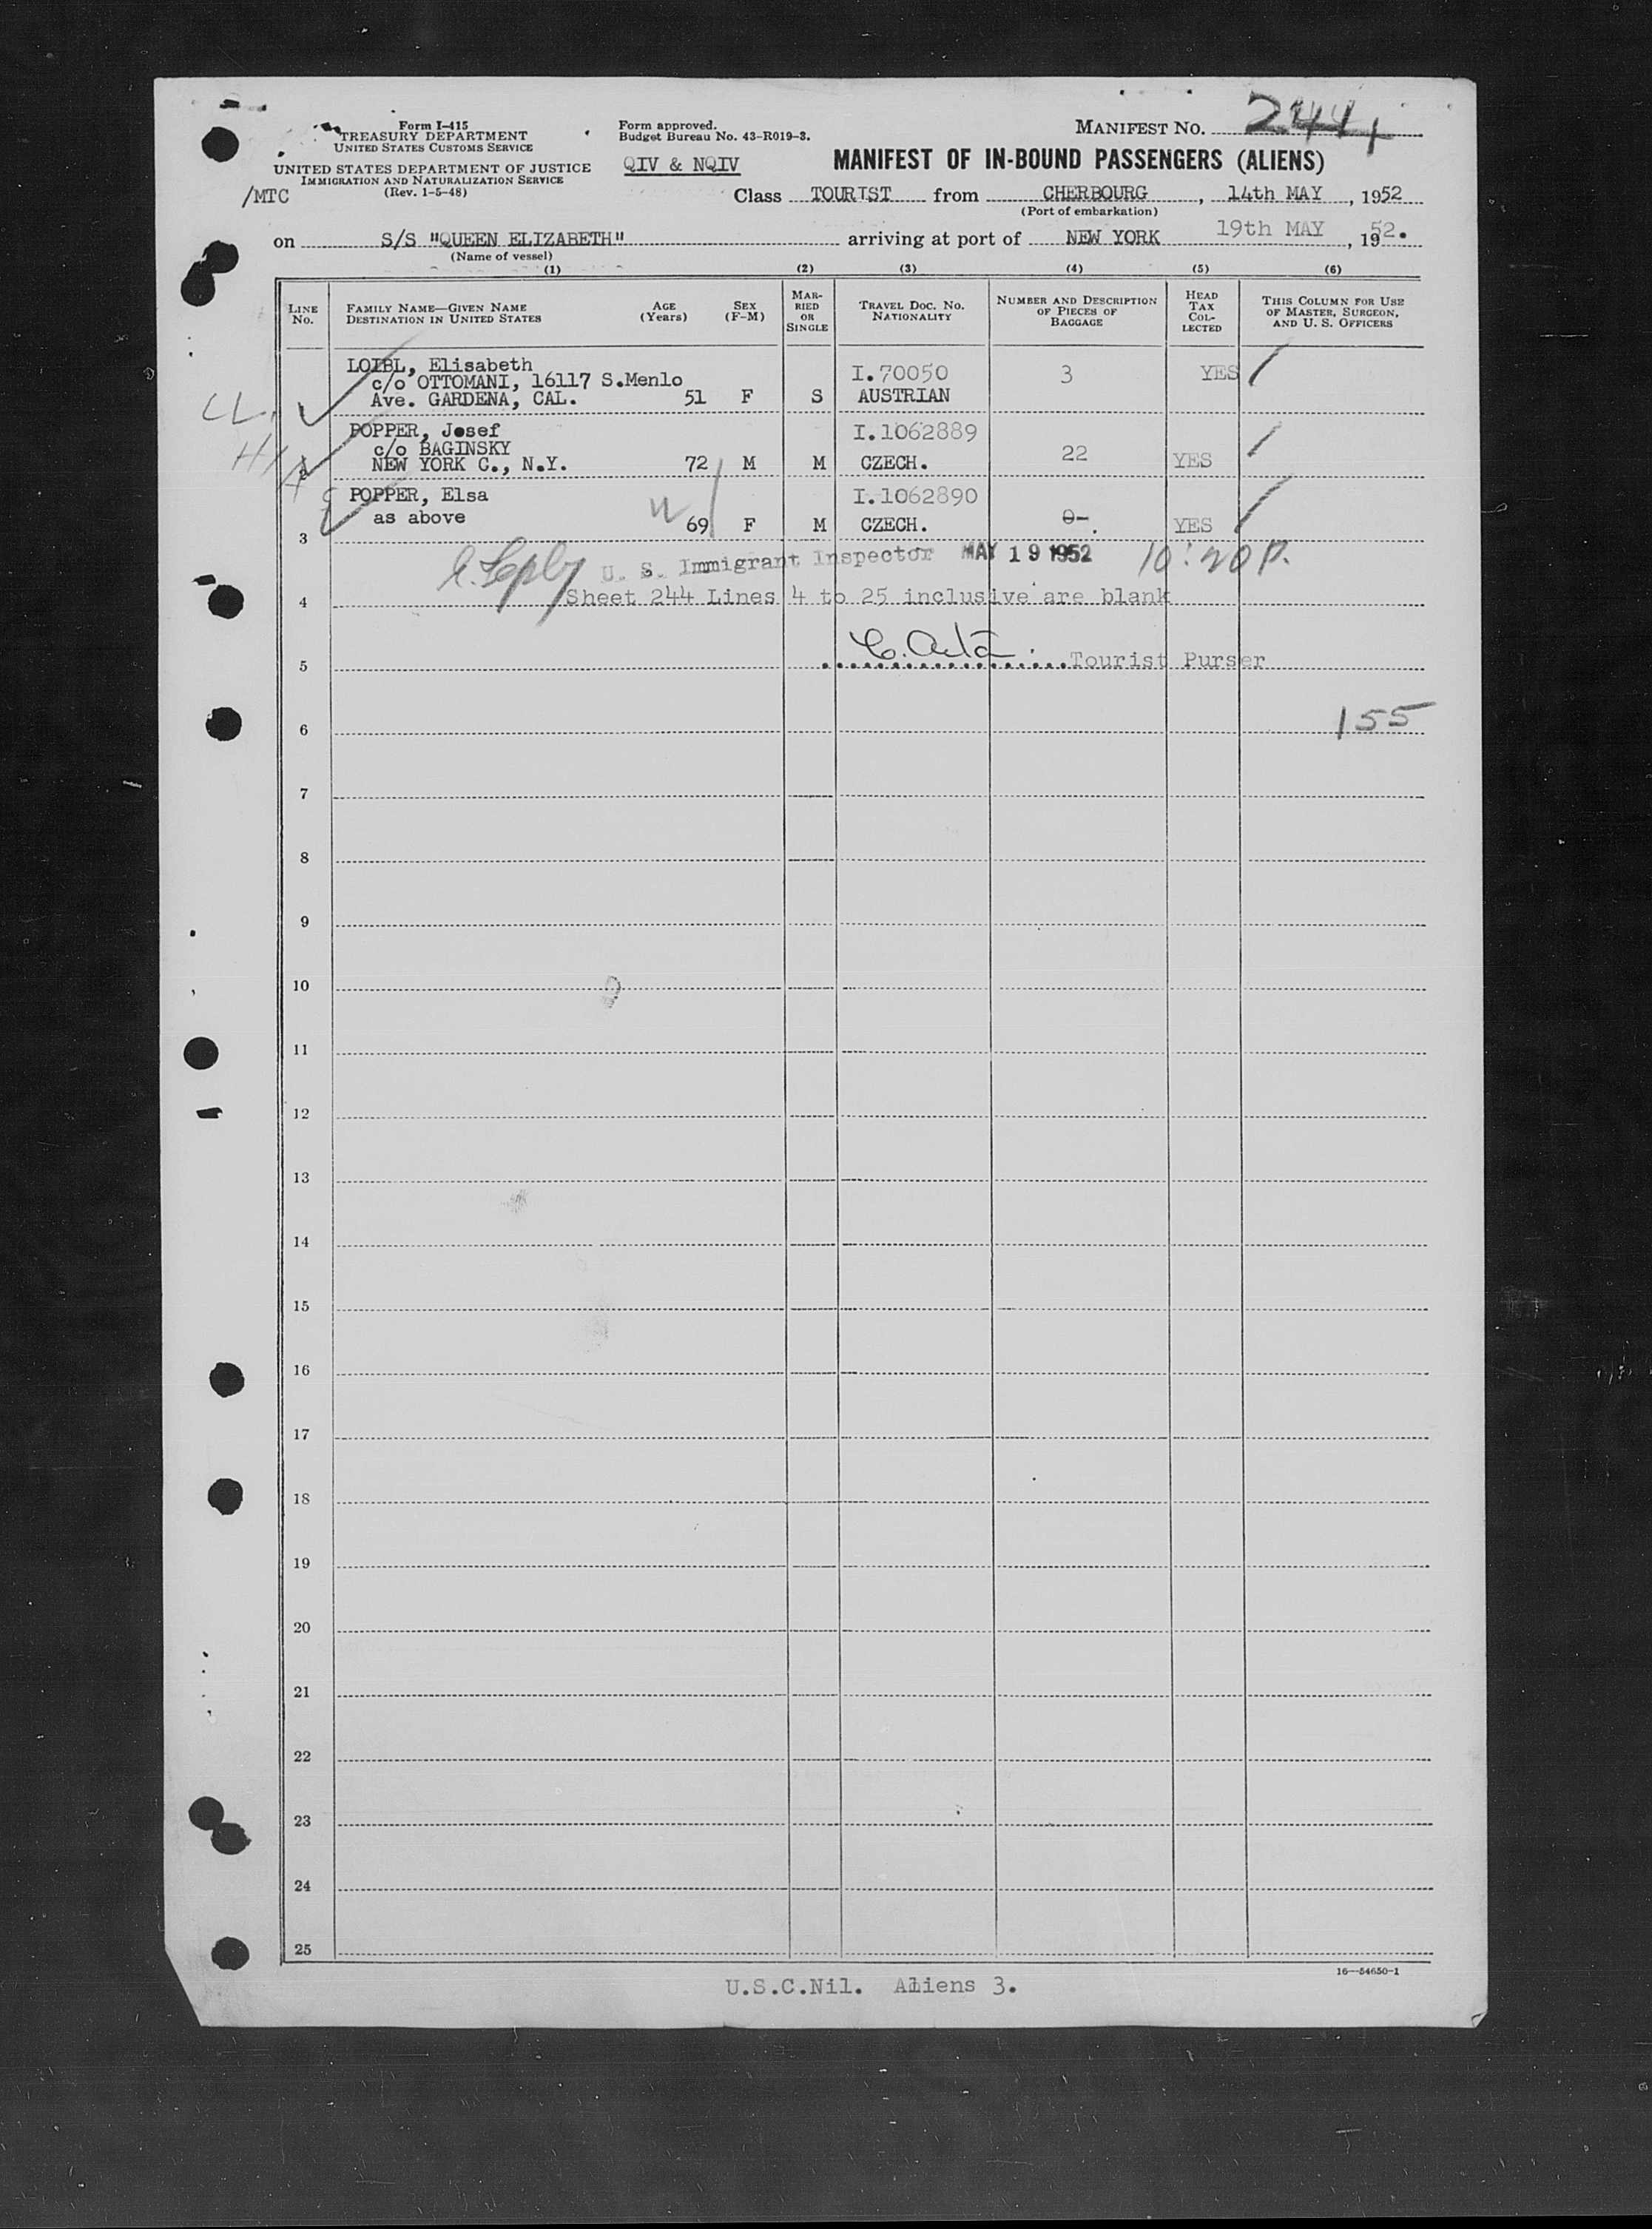 Form I-415
TREASURY DEPARTMENT
UNITED STATES CUSTOMS SERVICE
UNITED STATES DEPARTMENT OF JUSTICE
IMMIGRATION AND NATURALIZATION SERVICE
(Rev. 1-5-48)
/MTC
Form approved.
Budget Bureau No. 43-R019-3.
QIV & NQIV
MANIFEST NO. 244
MANIFEST OF IN-BOUND PASSENGERS (ALIENS)
Class TOURIST from CHERBOURG, 14th MAY, 1952
(Port of embarkation)
on S/S "QUEEN ELIZABETH" arriving at port of NEW YORK 19th MAY, 1952.
(Name of vessel)
(1) (2) (3) (4) (5) (6)
LINE No.
FAMILY NAME—GIVEN NAME
DESTINATION IN UNITED STATES
AGE (Years)
SEX (F-M)
MARRIED OR SINGLE
TRAVEL DOC. NO. NATIONALITY
NUMBER AND DESCRIPTION OF PIECES OF BAGGAGE
HEAD TAX COLLECTED
THIS COLUMN FOR USE OF MASTER, SURGEON, AND U. S. OFFICERS
LOIBL, Elisabeth I.70050 3 YES
c/o OTTOMANI, 16117 S.Menlo
Ave. GARDENA, CAL. 51 F S AUSTRIAN
CL.
POPPER, Josef I.1062889
c/o BAGINSKY 22
2 NEW YORK C., N.Y. 72 M M CZECH. YES
POPPER, Elsa I.1062890
as above
3 69 F M CZECH. 0-. YES
U. S. Immigrant Inspector MAY 19 1952 10:20 P.
4 Sheet 244 Lines 4 to 25 inclusive are blank
5 Tourist Purser
6 155
7
8
9
10
11
12
13
14
15
16
17
18
19
20
21
22
23
24
25
16—54650-1
U.S.C.Nil. Aliens 3.